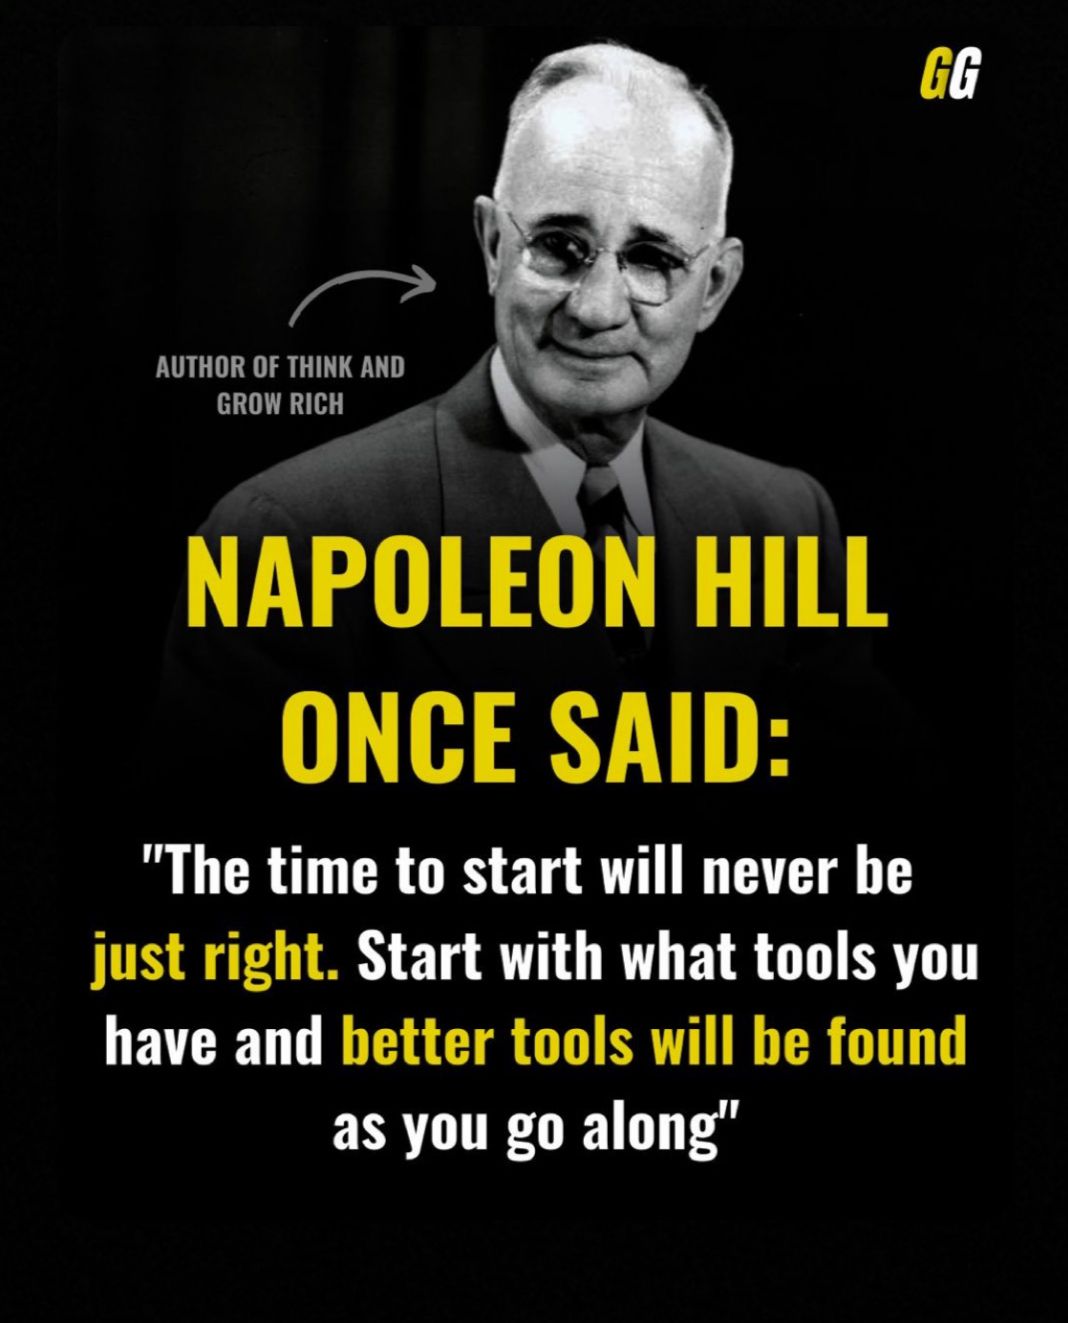 GG
AUTHOR OF THINK AND
GROW RICH
NAPOLEON HILL
ONCE SAID:
"The time to start will never be
just right. Start with what tools you
have and better tools will be found
as you go along"